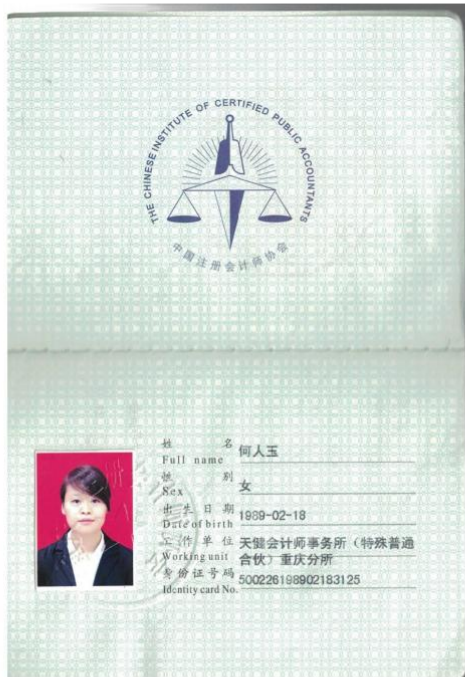 THE CHINESE INSTITUTE OF CERTIFIED PUBLIC ACCOUNTANTS
中国注册会计师协会
姓 名 何人玉
Full name
性 别 女
Sex
出生日期 1989-02-18
Date of birth
工作单位 天健会计师事务所（特殊普通
Working unit 合伙）重庆分所
身份证号码 500226198902183125
Identity card No.